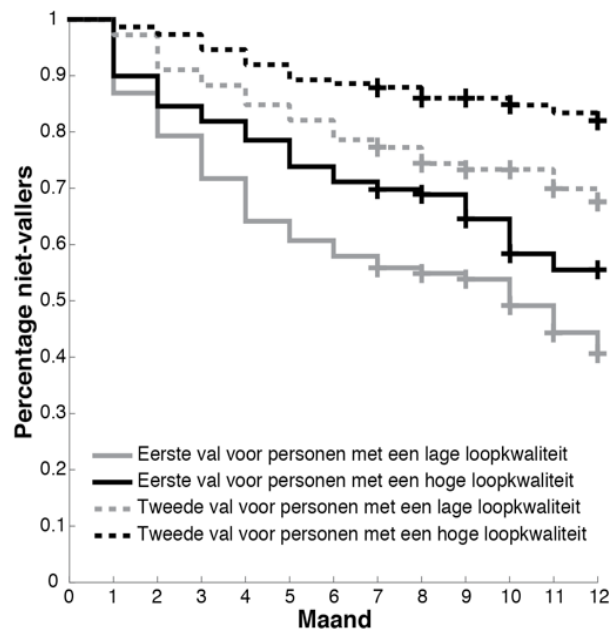 1
0.9
0.8
0.7
0.6
0.5
0.4
0.3
0.2
0.1
0
Percentage niet-vallers
Eerste val voor personen met een lage loopkwaliteit
Eerste val voor personen met een hoge loopkwaliteit
Tweede val voor personen met een lage loopkwaliteit
Tweede val voor personen met een hoge loopkwaliteit
0 1 2 3 4 5 6 7 8 9 10 11 12
Maand